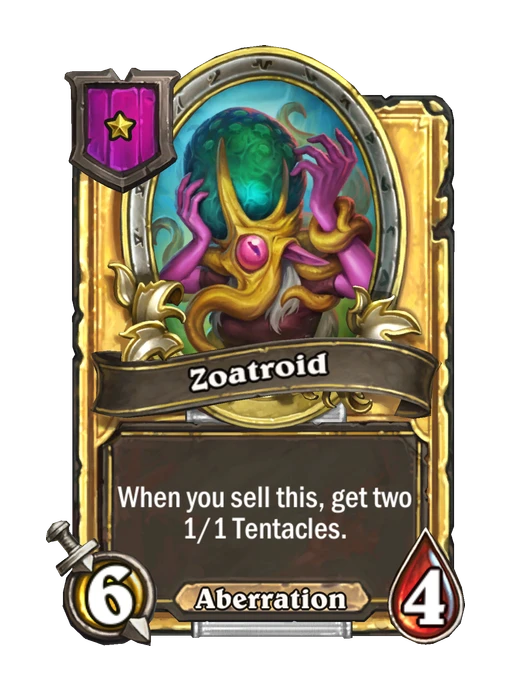 Zoatroid
When you sell this, get two
1/1 Tentacles.
6
Aberration
4